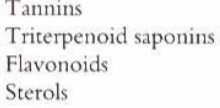 Tannins
Triterpenoid saponins
Flavonoids
Sterols